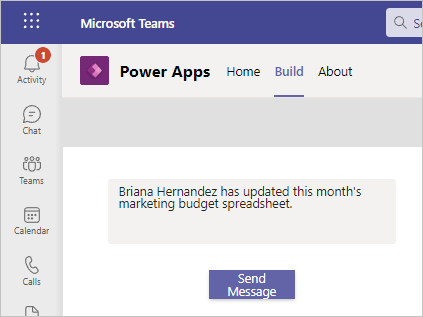 Microsoft Teams
Se
1
Activity
Power Apps Home Build About
Chat
Teams
Calendar
Calls
Briana Hernandez has updated this month's
marketing budget spreadsheet.
Send
Message